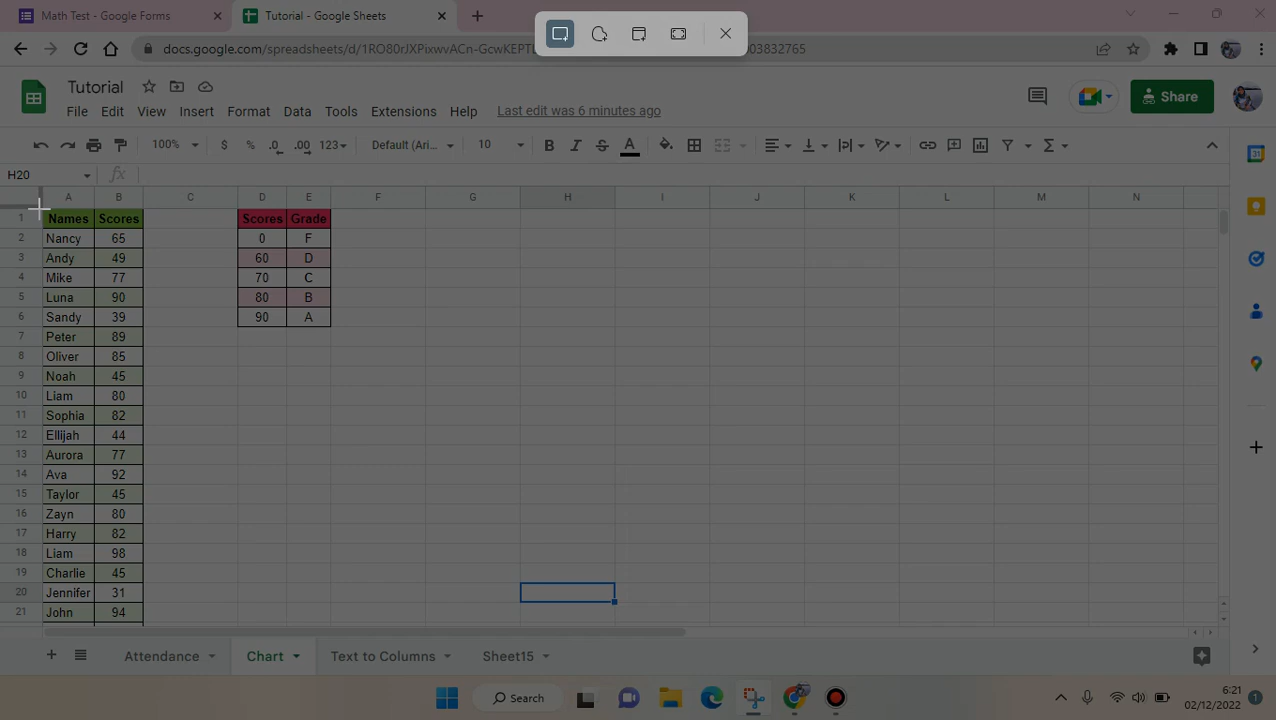 Math Test - Google Forms
Tutorial - Google Sheets
docs.google.com/spreadsheets/d/1RO80rJXPixwvACn-GcwKEPT
03832765
Tutorial
File Edit View Insert Format Data Tools Extensions Help Last edit was 6 minutes ago
Share
100% $ % .0 .00 123 Default (Ari... 10 B I S A
H20 fx
A B C D E F G H I J K L M N
1 Names Scores Scores Grade
2 Nancy 65 0 F
3 Andy 49 60 D
4 Mike 77 70 C
5 Luna 90 80 B
6 Sandy 39 90 A
7 Peter 89
8 Oliver 85
9 Noah 45
10 Liam 80
11 Sophia 82
12 Ellijah 44
13 Aurora 77
14 Ava 92
15 Taylor 45
16 Zayn 80
17 Harry 82
18 Liam 98
19 Charlie 45
20 Jennifer 31
21 John 94
Attendance Chart Text to Columns Sheet15
Search
6:21
02/12/2022
1